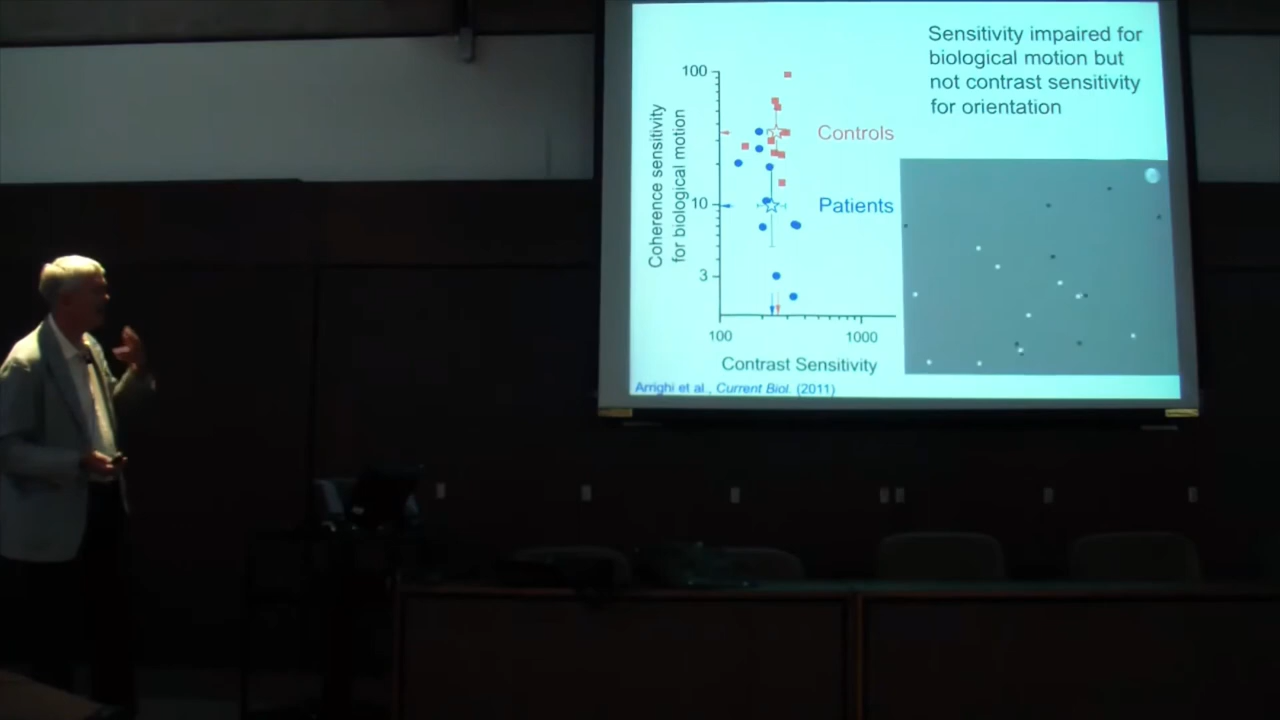 Sensitivity impaired for
biological motion but
not contrast sensitivity
for orientation
100
10
3
Coherence sensitivity
for biological motion
Controls
Patients
100
1000
Contrast Sensitivity
Arrighi et al., Current Biol. (2011)